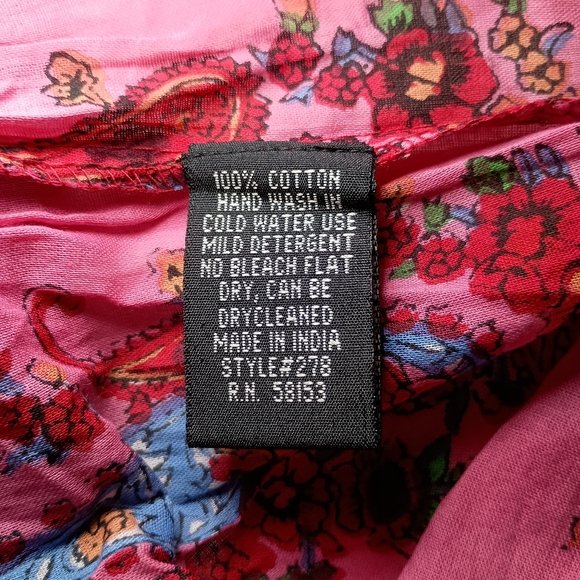 100% COTTON
HAND WASH IN
COLD WATER USE
MILD DETERGENT
NO BLEACH FLAT
DRY, CAN BE
DRYCLEANED
MADE IN INDIA
STYLE#278
R.N. 58153